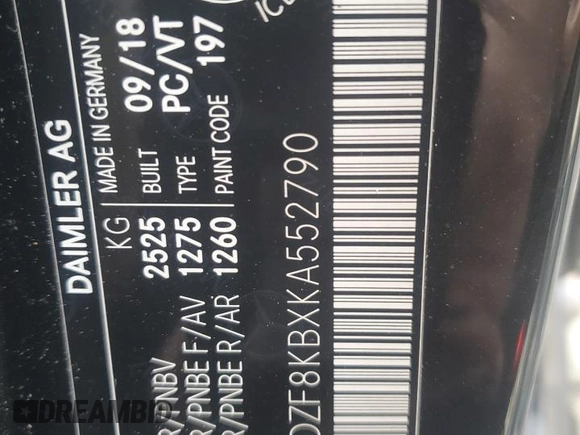 DAIMLER AG
MADE IN GERMANY
KG
2525 BUILT 09/18
1275 TYPE PC/VT
1260 PAINT CODE 197
R/PNBV
R/PNBE F/AV
R/PNBE R/AR
DZF8KBXKA552790
DREAMBID